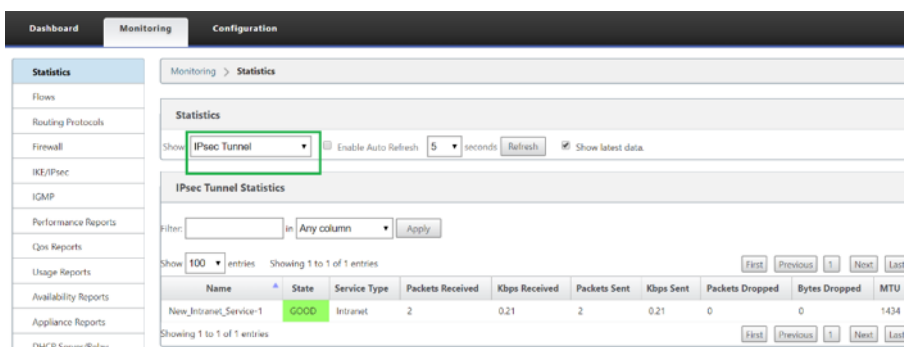 Dashboard Monitoring Configuration
Statistics
Flows
Routing Protocols
Firewall
IKE/IPsec
IGMP
Performance Reports
Qos Reports
Usage Reports
Availability Reports
Appliance Reports
DHCP Server/Relay
Monitoring > Statistics
Statistics
Show IPsec Tunnel Enable Auto Refresh 5 seconds Refresh Show latest data.
IPsec Tunnel Statistics
Filter: in Any column Apply
Show 100 entries Showing 1 to 1 of 1 entries First Previous 1 Next Last
Name State Service Type Packets Received Kbps Received Packets Sent Kbps Sent Packets Dropped Bytes Dropped MTU
New_Intranet_Service-1 GOOD Intranet 2 0.21 2 0.21 0 0 1434
Showing 1 to 1 of 1 entries First Previous 1 Next Last